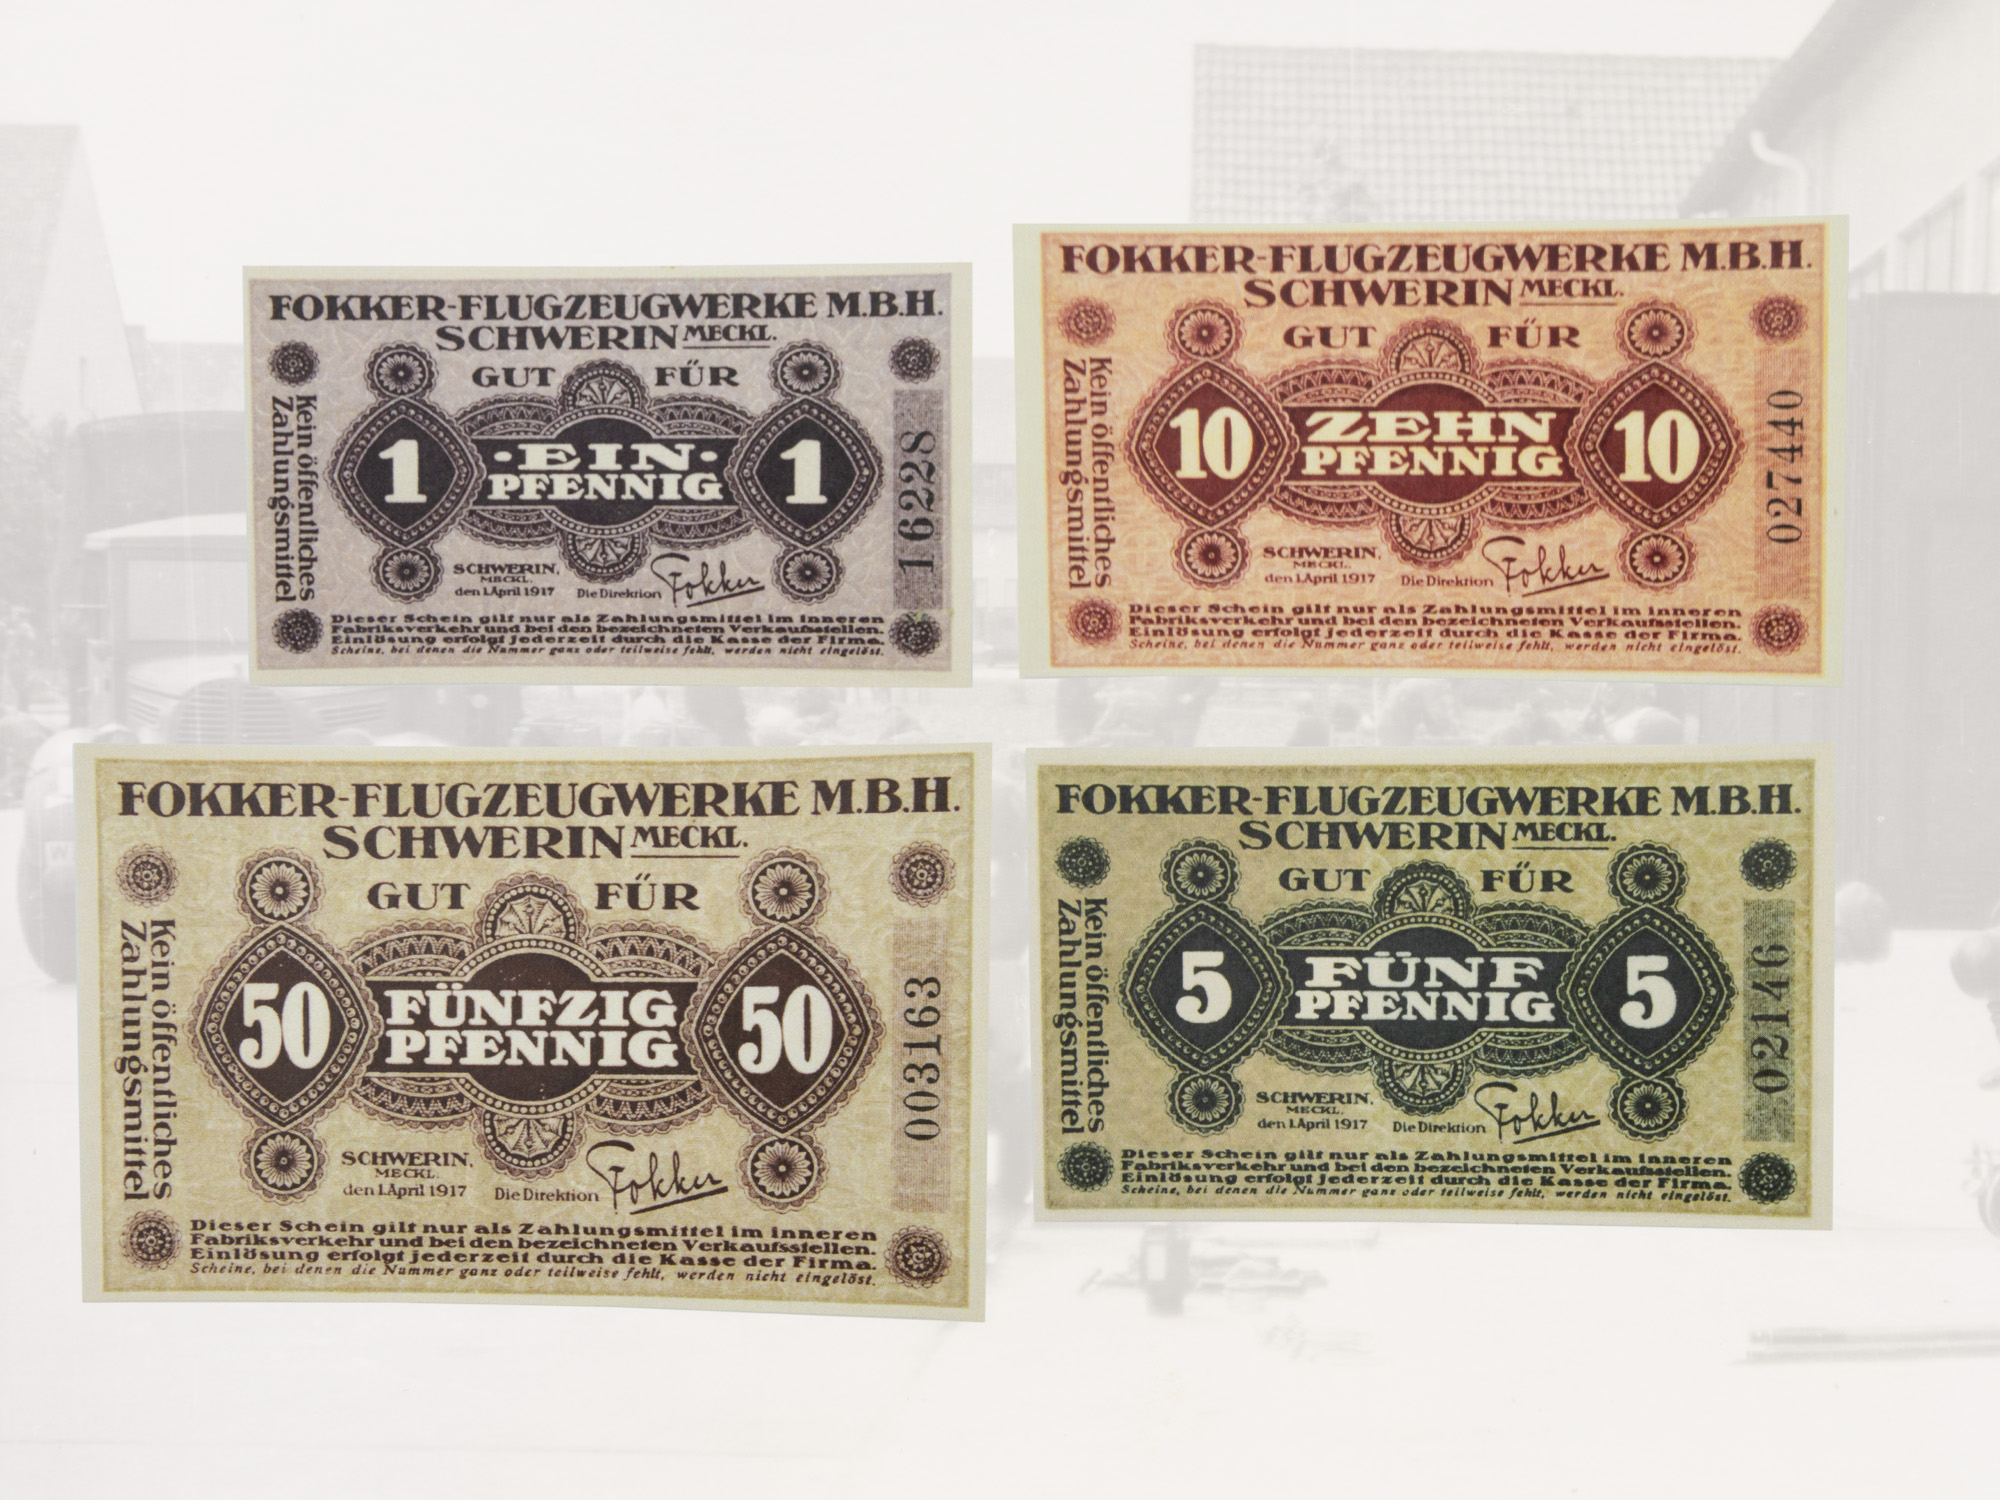 FOKKER-FLUGZEUGWERKE M.B.H.
SCHWERIN MECKL.
GUT FÜR
Kein öffentliches
Zahlungsmittel
1
·EIN·
PFENNIG
1
16228
SCHWERIN,
MECKL.
den 1.April 1917
Die Direktion Fokker
Dieser Schein gilt nur als Zahlungsmittel im inneren
Fabriksverkehr und bei den bezeichneten Verkaufsstellen.
Einlösung erfolgt jederzeit durch die Kasse der Firma.
Scheine, bei denen die Nummer ganz oder teilweise fehlt, werden nicht eingelöst.
FOKKER-FLUGZEUGWERKE M.B.H.
SCHWERIN MECKL.
GUT FÜR
Kein öffentliches
Zahlungsmittel
10
ZEHN
PFENNIG
10
027440
SCHWERIN,
MECKL.
den 1.April 1917
Die Direktion Fokker
Dieser Schein gilt nur als Zahlungsmittel im inneren
Fabriksverkehr und bei den bezeichneten Verkaufsstellen.
Einlösung erfolgt jederzeit durch die Kasse der Firma.
Scheine, bei denen die Nummer ganz oder teilweise fehlt, werden nicht eingelöst.
FOKKER-FLUGZEUGWERKE M.B.H.
SCHWERIN MECKL.
GUT FÜR
Kein öffentliches
Zahlungsmittel
50
FÜNFZIG
PFENNIG
50
003163
SCHWERIN,
MECKL.
den 1.April 1917
Die Direktion Fokker
Dieser Schein gilt nur als Zahlungsmittel im inneren
Fabriksverkehr und bei den bezeichneten Verkaufsstellen.
Einlösung erfolgt jederzeit durch die Kasse der Firma.
Scheine, bei denen die Nummer ganz oder teilweise fehlt, werden nicht eingelöst.
FOKKER-FLUGZEUGWERKE M.B.H.
SCHWERIN MECKL.
GUT FÜR
Kein öffentliches
Zahlungsmittel
5
FÜNF
PFENNIG
5
02146
SCHWERIN,
MECKL.
den 1.April 1917
Die Direktion Fokker
Dieser Schein gilt nur als Zahlungsmittel im inneren
Fabriksverkehr und bei den bezeichneten Verkaufsstellen.
Einlösung erfolgt jederzeit durch die Kasse der Firma.
Scheine, bei denen die Nummer ganz oder teilweise fehlt, werden nicht eingelöst.